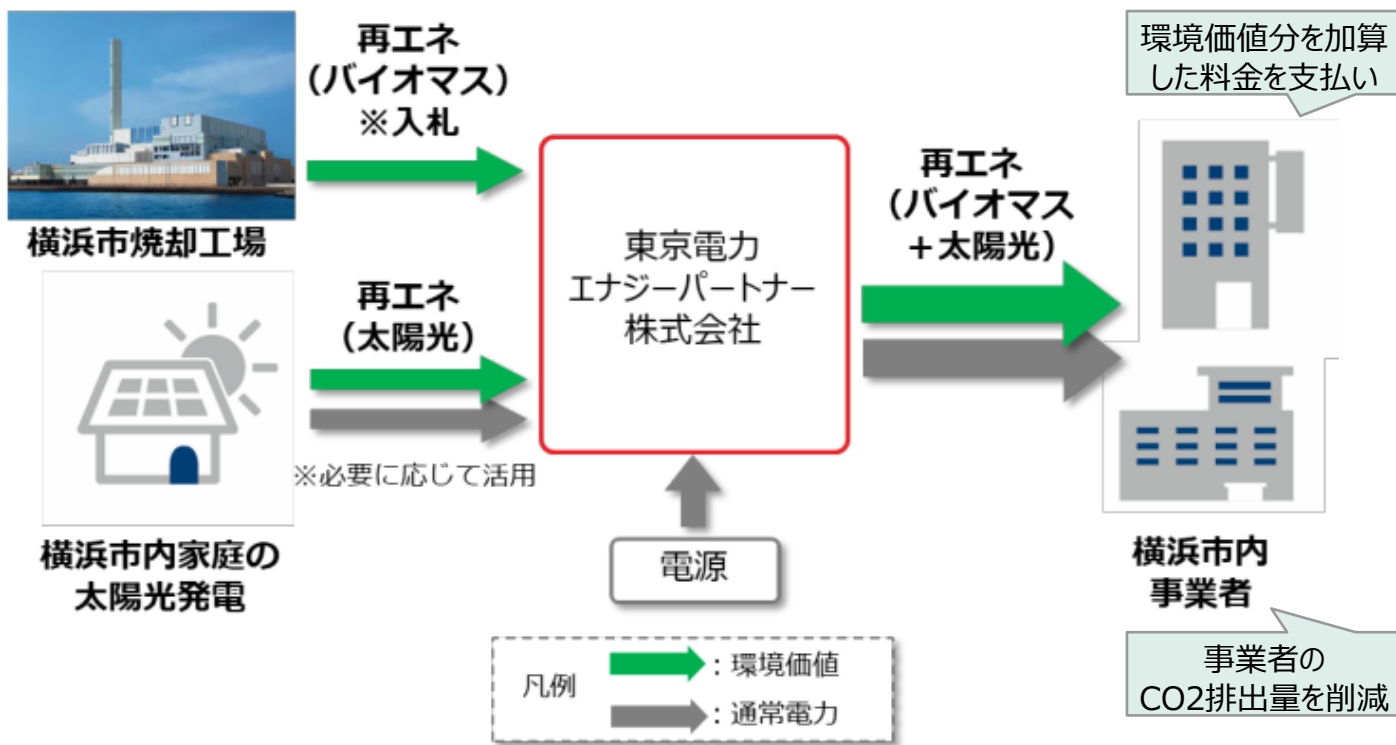 再エネ
（バイオマス）
※入札
横浜市焼却工場
再エネ
（太陽光）
※必要に応じて活用
横浜市内家庭の
太陽光発電
東京電力
エナジーパートナー
株式会社
電源
再エネ
（バイオマス
＋太陽光）
環境価値分を加算
した料金を支払い
横浜市内
事業者
事業者の
CO2排出量を削減
凡例
：環境価値
：通常電力